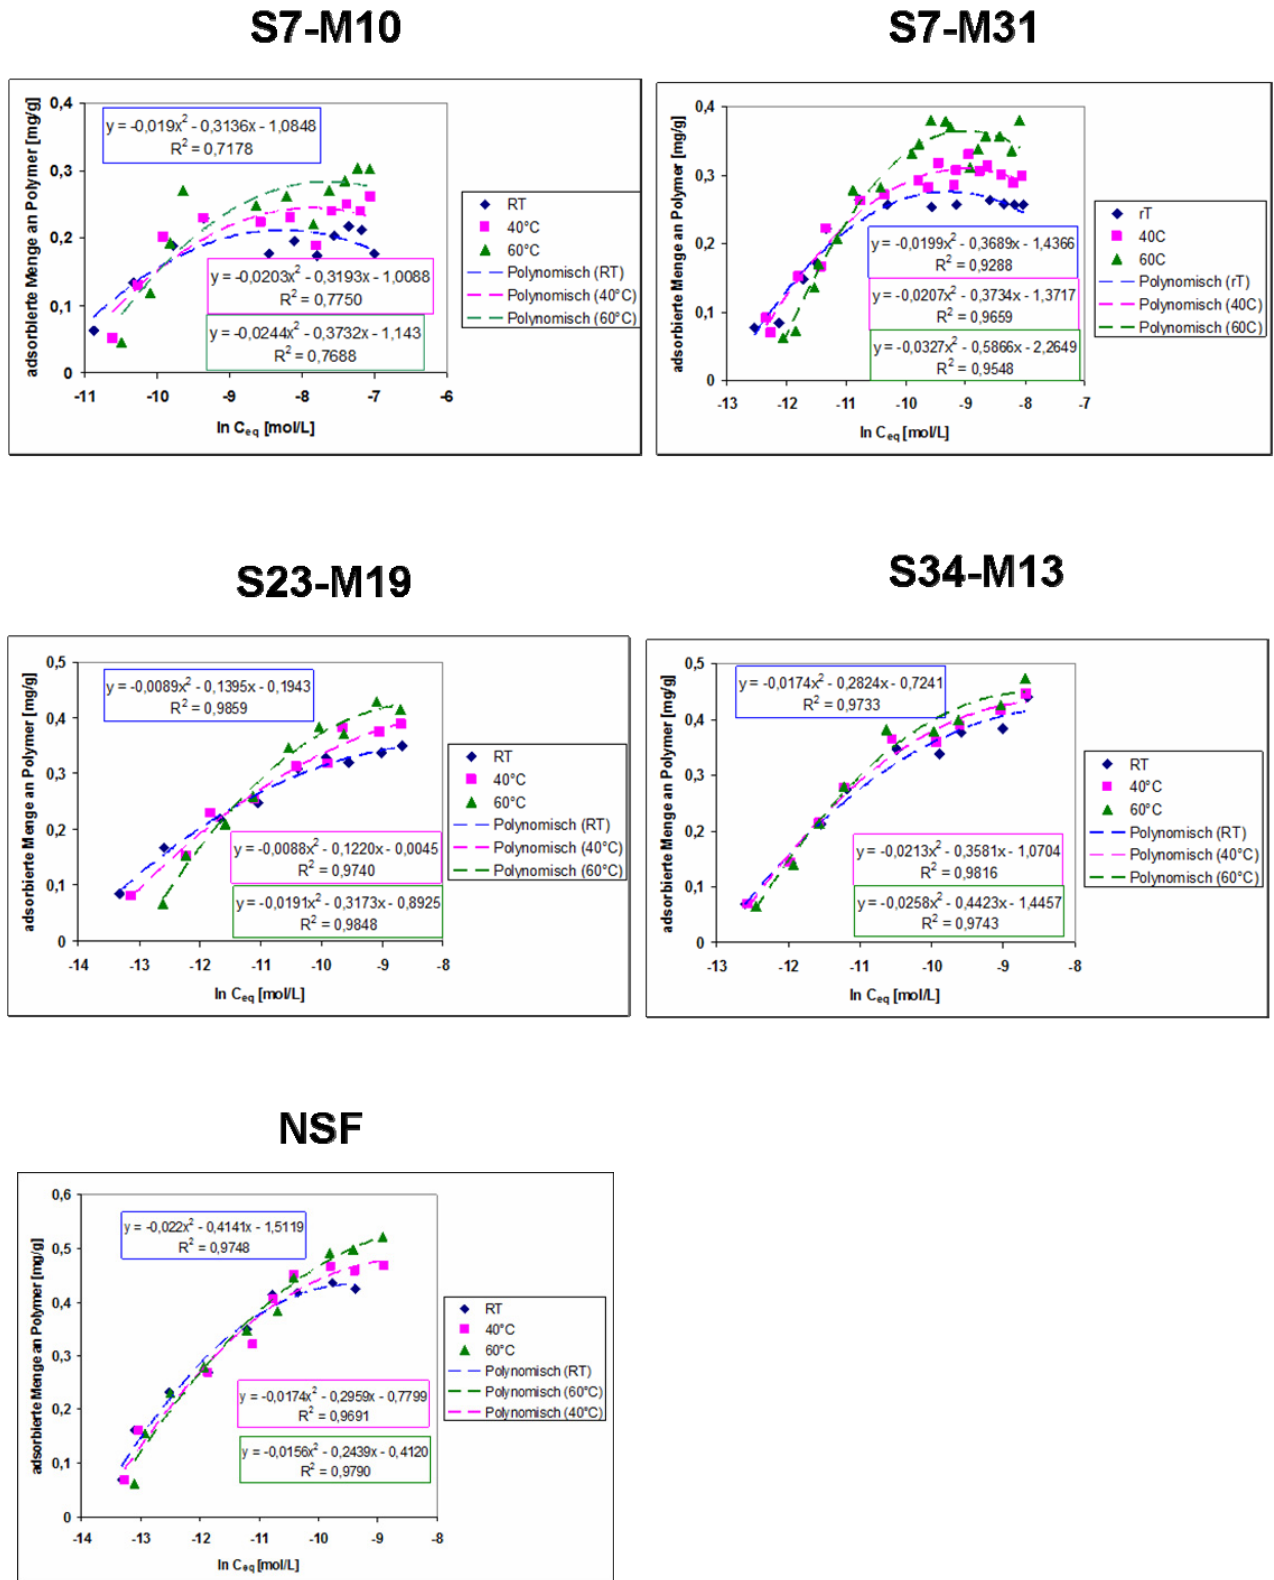 S7-M10
adsorbierte Menge an Polymer [mg/g]
0,4
0,3
0,2
0,1
0
y = -0,019x² - 0,3136x - 1,0848
R² = 0,7178
y = -0,0203x² - 0,3193x - 1,0088
R² = 0,7750
y = -0,0244x² - 0,3732x - 1,143
R² = 0,7688
-11 -10 -9 -8 -7 -6
ln Ceq [mol/L]
RT
40°C
60°C
Polynomisch (RT)
Polynomisch (40°C)
Polynomisch (60°C)
S7-M31
adsorbierte Menge an Polymer [mg/g]
0,4
0,3
0,2
0,1
0
y = -0,0199x² - 0,3689x - 1,4366
R² = 0,9288
y = -0,0207x² - 0,3734x - 1,3717
R² = 0,9659
y = -0,0327x² - 0,5866x - 2,2649
R² = 0,9548
-13 -12 -11 -10 -9 -8 -7
ln Ceq [mol/L]
rT
40C
60C
Polynomisch (rT)
Polynomisch (40C)
Polynomisch (60C)
S23-M19
adsorbierte Menge an Polymer [mg/g]
0,5
0,4
0,3
0,2
0,1
0
y = -0,0089x² - 0,1395x - 0,1943
R² = 0,9859
y = -0,0088x² - 0,1220x - 0,0045
R² = 0,9740
y = -0,0191x² - 0,3173x - 0,8925
R² = 0,9848
-14 -13 -12 -11 -10 -9 -8
ln Ceq [mol/L]
RT
40°C
60°C
Polynomisch (RT)
Polynomisch (40°C)
Polynomisch (60°C)
S34-M13
adsorbierte Menge an Polymer [mg/g]
0,5
0,4
0,3
0,2
0,1
0
y = -0,0174x² - 0,2824x - 0,7241
R² = 0,9733
y = -0,0213x² - 0,3581x - 1,0704
R² = 0,9816
y = -0,0258x² - 0,4423x - 1,4457
R² = 0,9743
-13 -12 -11 -10 -9 -8
ln Ceq [mol/L]
RT
40°C
60°C
Polynomisch (RT)
Polynomisch (40°C)
Polynomisch (60°C)
NSF
adsorbierte Menge an Polymer [mg/g]
0,6
0,5
0,4
0,3
0,2
0,1
0
y = -0,022x² - 0,4141x - 1,5119
R² = 0,9748
y = -0,0174x² - 0,2959x - 0,7799
R² = 0,9691
y = -0,0156x² - 0,2439x - 0,4120
R² = 0,9790
-14 -13 -12 -11 -10 -9 -8
ln Ceq [mol/L]
RT
40°C
60°C
Polynomisch (RT)
Polynomisch (60°C)
Polynomisch (40°C)